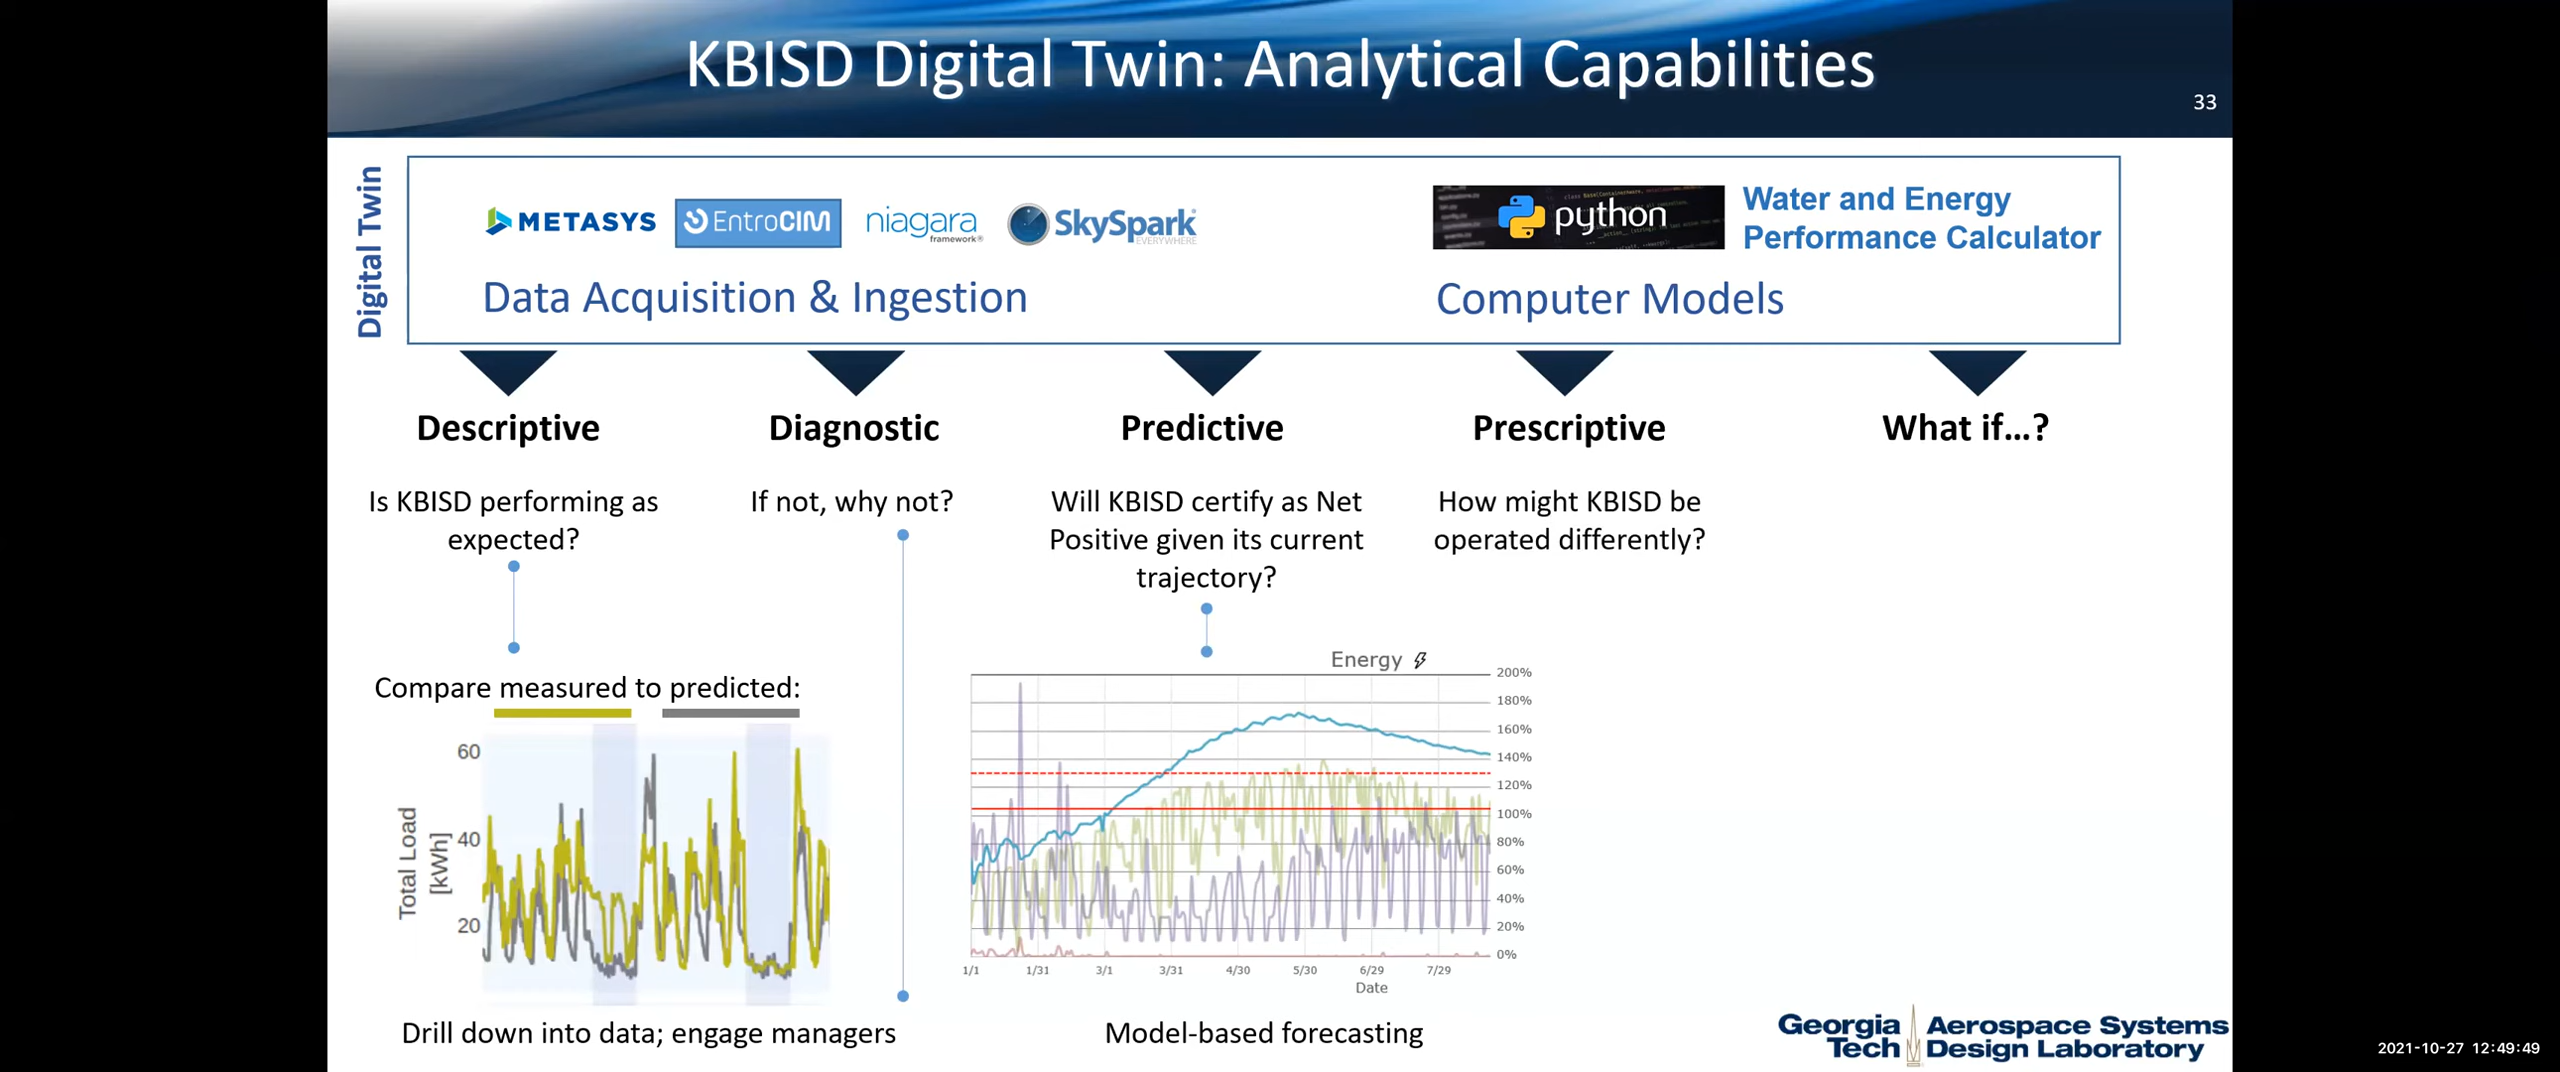 KBISD Digital Twin: Analytical Capabilities
33
Digital Twin
METASYS
EntroCIM
niagara
framework®
SkySpark
EVERYWHERE
python
Water and Energy
Performance Calculator
Data Acquisition & Ingestion
Computer Models
Descriptive
Diagnostic
Predictive
Prescriptive
What if…?
Is KBISD performing as
expected?
If not, why not?
Will KBISD certify as Net
Positive given its current
trajectory?
How might KBISD be
operated differently?
Compare measured to predicted:
Total Load
[kWh]
60
40
20
Drill down into data; engage managers
Energy
200%
180%
160%
140%
120%
100%
80%
60%
40%
20%
0%
1/1 1/31 3/1 3/31 4/30 5/30 6/29 7/29
Date
Model-based forecasting
Georgia
Tech
Aerospace Systems
Design Laboratory
2021-10-27 12:49:49